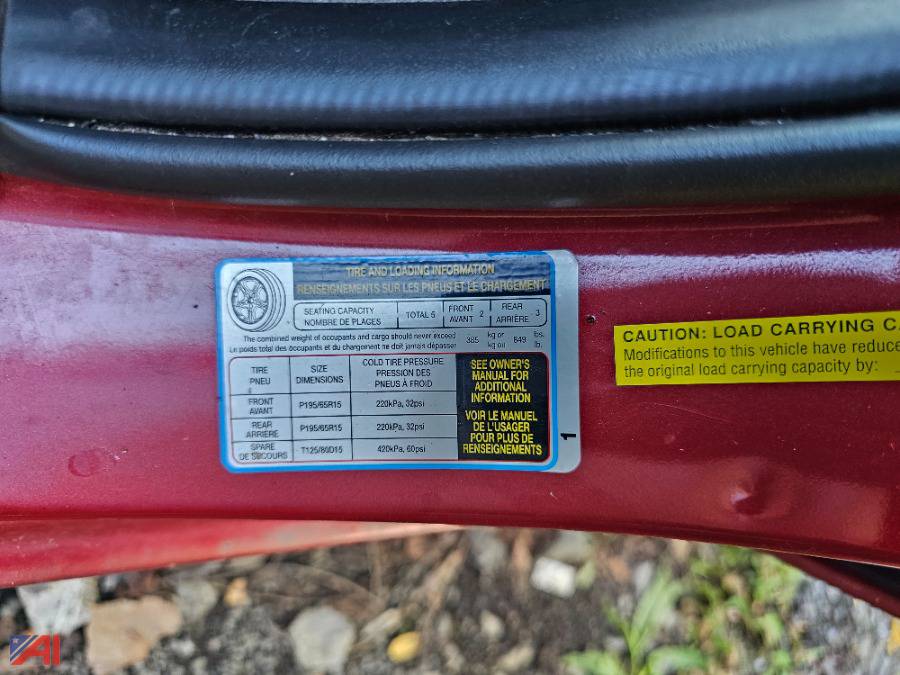 TIRE AND LOADING INFORMATION
RENSEIGNEMENTS SUR LES PNEUS ET LE CHARGEMENT
SEATING CAPACITY
NOMBRE DE PLACES
TOTAL 5
FRONT
AVANT 2
REAR
ARRIÈRE 3
The combined weight of occupants and cargo should never exceed 385 kg or 849 lbs.
Le poids total des occupants et du chargement ne doit jamais dépasser kg ou lb.
TIRE
PNEU
SIZE
DIMENSIONS
COLD TIRE PRESSURE
PRESSION DES
PNEUS À FROID
FRONT
AVANT
P195/65R15
220kPa, 32psi
REAR
ARRIÈRE
P195/65R15
220kPa, 32psi
SPARE
DE SECOURS
T125/80D15
420kPa, 60psi
SEE OWNER'S
MANUAL FOR
ADDITIONAL
INFORMATION
VOIR LE MANUEL
DE L'USAGER
POUR PLUS DE
RENSEIGNEMENTS
1
CAUTION: LOAD CARRYING
Modifications to this vehicle have reduce
the original load carrying capacity by:
AI